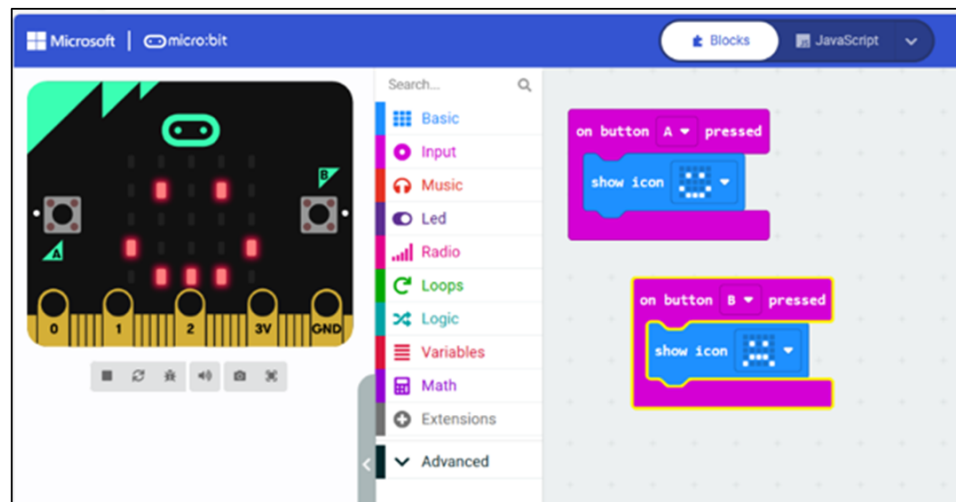 Microsoft | micro:bit
Blocks
JavaScript
Search...
Basic
Input
Music
Led
Radio
Loops
Logic
Variables
Math
Extensions
Advanced
B
A
0 1 2 3V GND
on button A pressed
show icon
on button B pressed
show icon